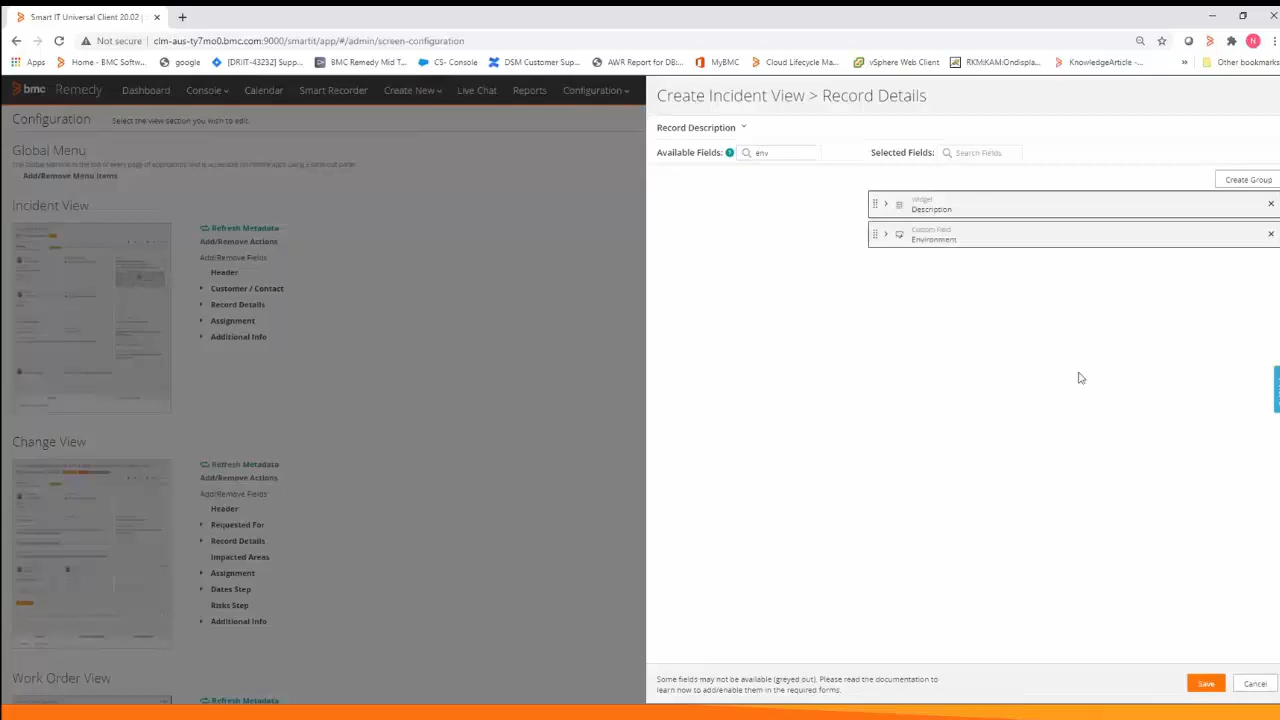 Smart IT Universal Client 20.02 |
Not secure | clm-aus-ty7mo0.bmc.com:9000/smartit/app/#/admin/screen-configuration
Apps Home - BMC Softw... google [DRIIT-43232] Supp... BMC Remedy Mid T... CS- Console DSM Customer Sup... AWR Report for DB:... MyBMC Cloud Lifecycle Ma... vSphere Web Client RKM:KAM:Ondispla... KnowledgeArticle -... » Other bookmarks
N
bmc Remedy Dashboard Console Calendar Smart Recorder Create New Live Chat Reports Configuration
Configuration Select the view section you wish to edit.
Global Menu
Add/Remove Menu Items
Incident View
Refresh Metadata
Add/Remove Actions
Add/Remove Fields
Header
Customer / Contact
Record Details
Assignment
Additional Info
Change View
Refresh Metadata
Add/Remove Actions
Add/Remove Fields
Header
Requested For
Record Details
Impacted Areas
Assignment
Dates Step
Risks Step
Additional Info
Work Order View
Refresh Metadata
Create Incident View > Record Details
Record Description
Available Fields: ? env Selected Fields: Search Fields
Create Group
Widget
Description
Custom Field
Environment
Some fields may not be available (greyed out). Please read the documentation to
learn how to add/enable them in the required forms.
Save Cancel